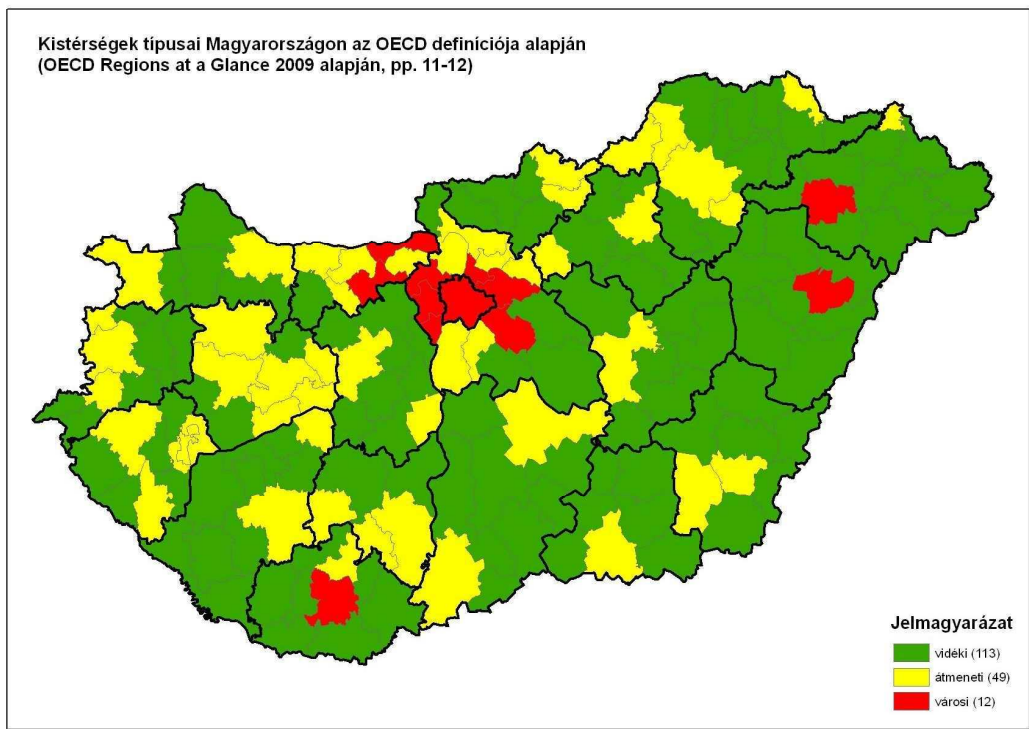 Kistérségek típusai Magyarországon az OECD definíciója alapján
(OECD Regions at a Glance 2009 alapján, pp. 11-12)
Jelmagyarázat
vidéki (113)
átmeneti (49)
városi (12)